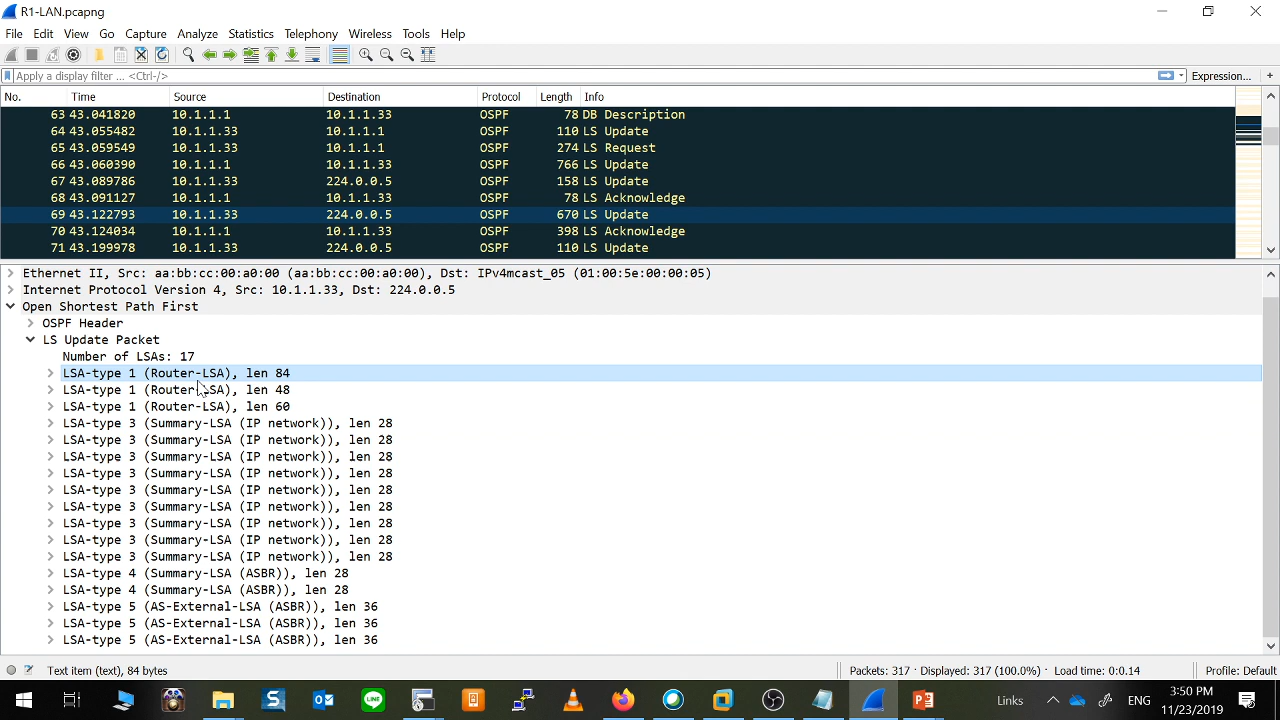 R1-LAN.pcapng
File Edit View Go Capture Analyze Statistics Telephony Wireless Tools Help
Apply a display filter ... <Ctrl-/> Expression... +
No. Time Source Destination Protocol Length Info
63 43.041820 10.1.1.1 10.1.1.33 OSPF 78 DB Description
64 43.055482 10.1.1.33 10.1.1.1 OSPF 110 LS Update
65 43.059549 10.1.1.33 10.1.1.1 OSPF 274 LS Request
66 43.060390 10.1.1.1 10.1.1.33 OSPF 766 LS Update
67 43.089786 10.1.1.33 224.0.0.5 OSPF 158 LS Update
68 43.091127 10.1.1.1 10.1.1.33 OSPF 78 LS Acknowledge
69 43.122793 10.1.1.33 224.0.0.5 OSPF 670 LS Update
70 43.124034 10.1.1.1 10.1.1.33 OSPF 398 LS Acknowledge
71 43.199978 10.1.1.33 224.0.0.5 OSPF 110 LS Update
Ethernet II, Src: aa:bb:cc:00:a0:00 (aa:bb:cc:00:a0:00), Dst: IPv4mcast_05 (01:00:5e:00:00:05)
Internet Protocol Version 4, Src: 10.1.1.33, Dst: 224.0.0.5
Open Shortest Path First
OSPF Header
LS Update Packet
Number of LSAs: 17
LSA-type 1 (Router-LSA), len 84
LSA-type 1 (Router-LSA), len 48
LSA-type 1 (Router-LSA), len 60
LSA-type 3 (Summary-LSA (IP network)), len 28
LSA-type 3 (Summary-LSA (IP network)), len 28
LSA-type 3 (Summary-LSA (IP network)), len 28
LSA-type 3 (Summary-LSA (IP network)), len 28
LSA-type 3 (Summary-LSA (IP network)), len 28
LSA-type 3 (Summary-LSA (IP network)), len 28
LSA-type 3 (Summary-LSA (IP network)), len 28
LSA-type 3 (Summary-LSA (IP network)), len 28
LSA-type 3 (Summary-LSA (IP network)), len 28
LSA-type 4 (Summary-LSA (ASBR)), len 28
LSA-type 4 (Summary-LSA (ASBR)), len 28
LSA-type 5 (AS-External-LSA (ASBR)), len 36
LSA-type 5 (AS-External-LSA (ASBR)), len 36
LSA-type 5 (AS-External-LSA (ASBR)), len 36
Text item (text), 84 bytes Packets: 317 · Displayed: 317 (100.0%) · Load time: 0:0.14 Profile: Default
Links ENG 3:50 PM
11/23/2019